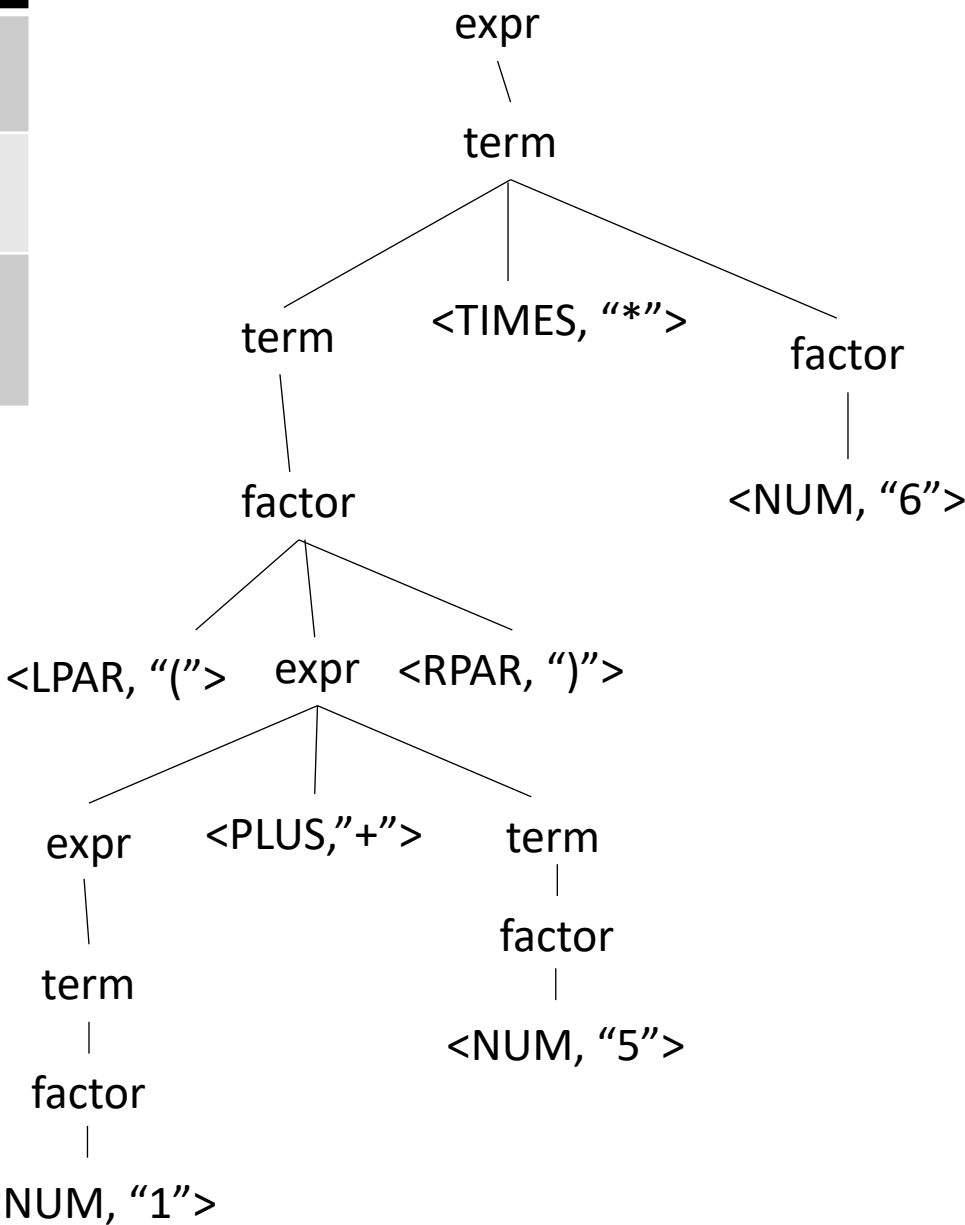 expr
term
term <TIMES, “*”> factor
factor <NUM, “6”>
<LPAR, “(”> expr <RPAR, “)”>
expr <PLUS,”+”> term
factor
term
<NUM, “5”>
factor
NUM, “1”>